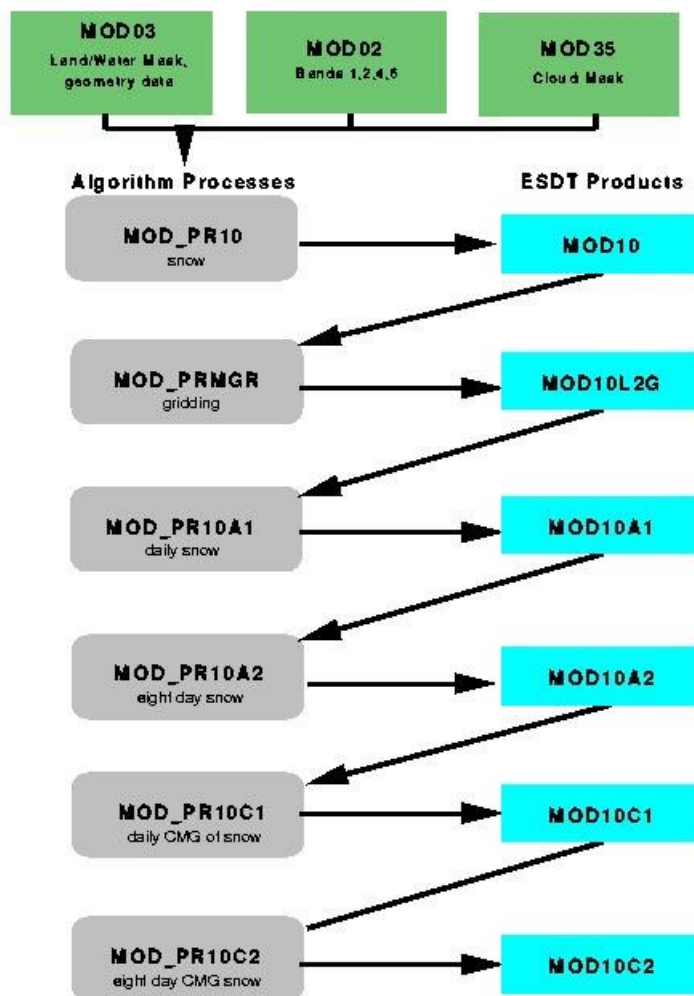 MOD03
Land/Water Mask,
geometry data
MOD02
Bands 1,2,4,6
MOD35
Cloud Mask
Algorithm Processes
ESDT Products
MOD_PR10
snow
MOD10
MOD_PRMGR
gridding
MOD10L2G
MOD_PR10A1
daily snow
MOD10A1
MOD_PR10A2
eight day snow
MOD10A2
MOD_PR10C1
daily CMG of snow
MOD10C1
MOD_PR10C2
eight day CMG snow
MOD10C2